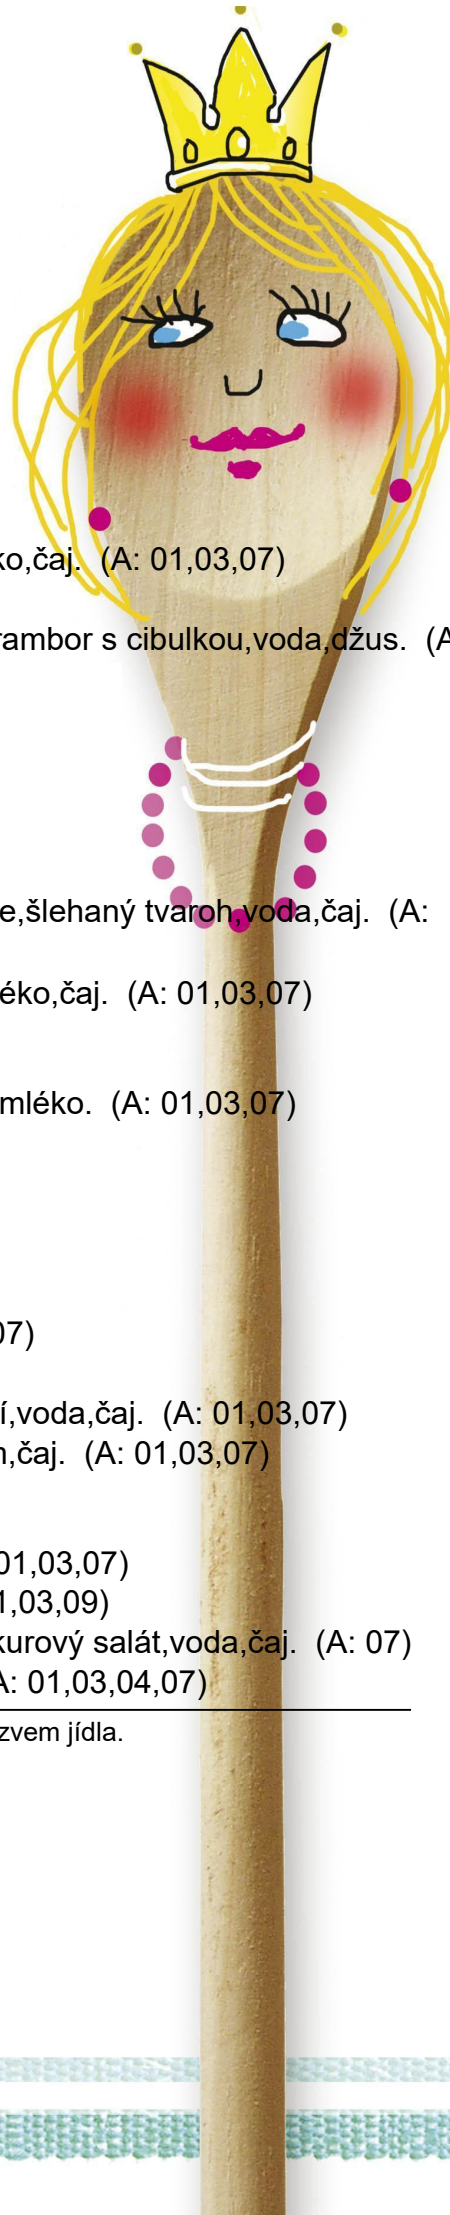 ko,čaj. (A: 01,03,07)
rambor s cibulkou,voda,džus. (A
e,šlehaný tvaroh,voda,čaj. (A:
éko,čaj. (A: 01,03,07)
mléko. (A: 01,03,07)
07)
í,voda,čaj. (A: 01,03,07)
,čaj. (A: 01,03,07)
01,03,07)
1,03,09)
kurový salát,voda,čaj. (A: 07)
A: 01,03,04,07)
zvem jídla.